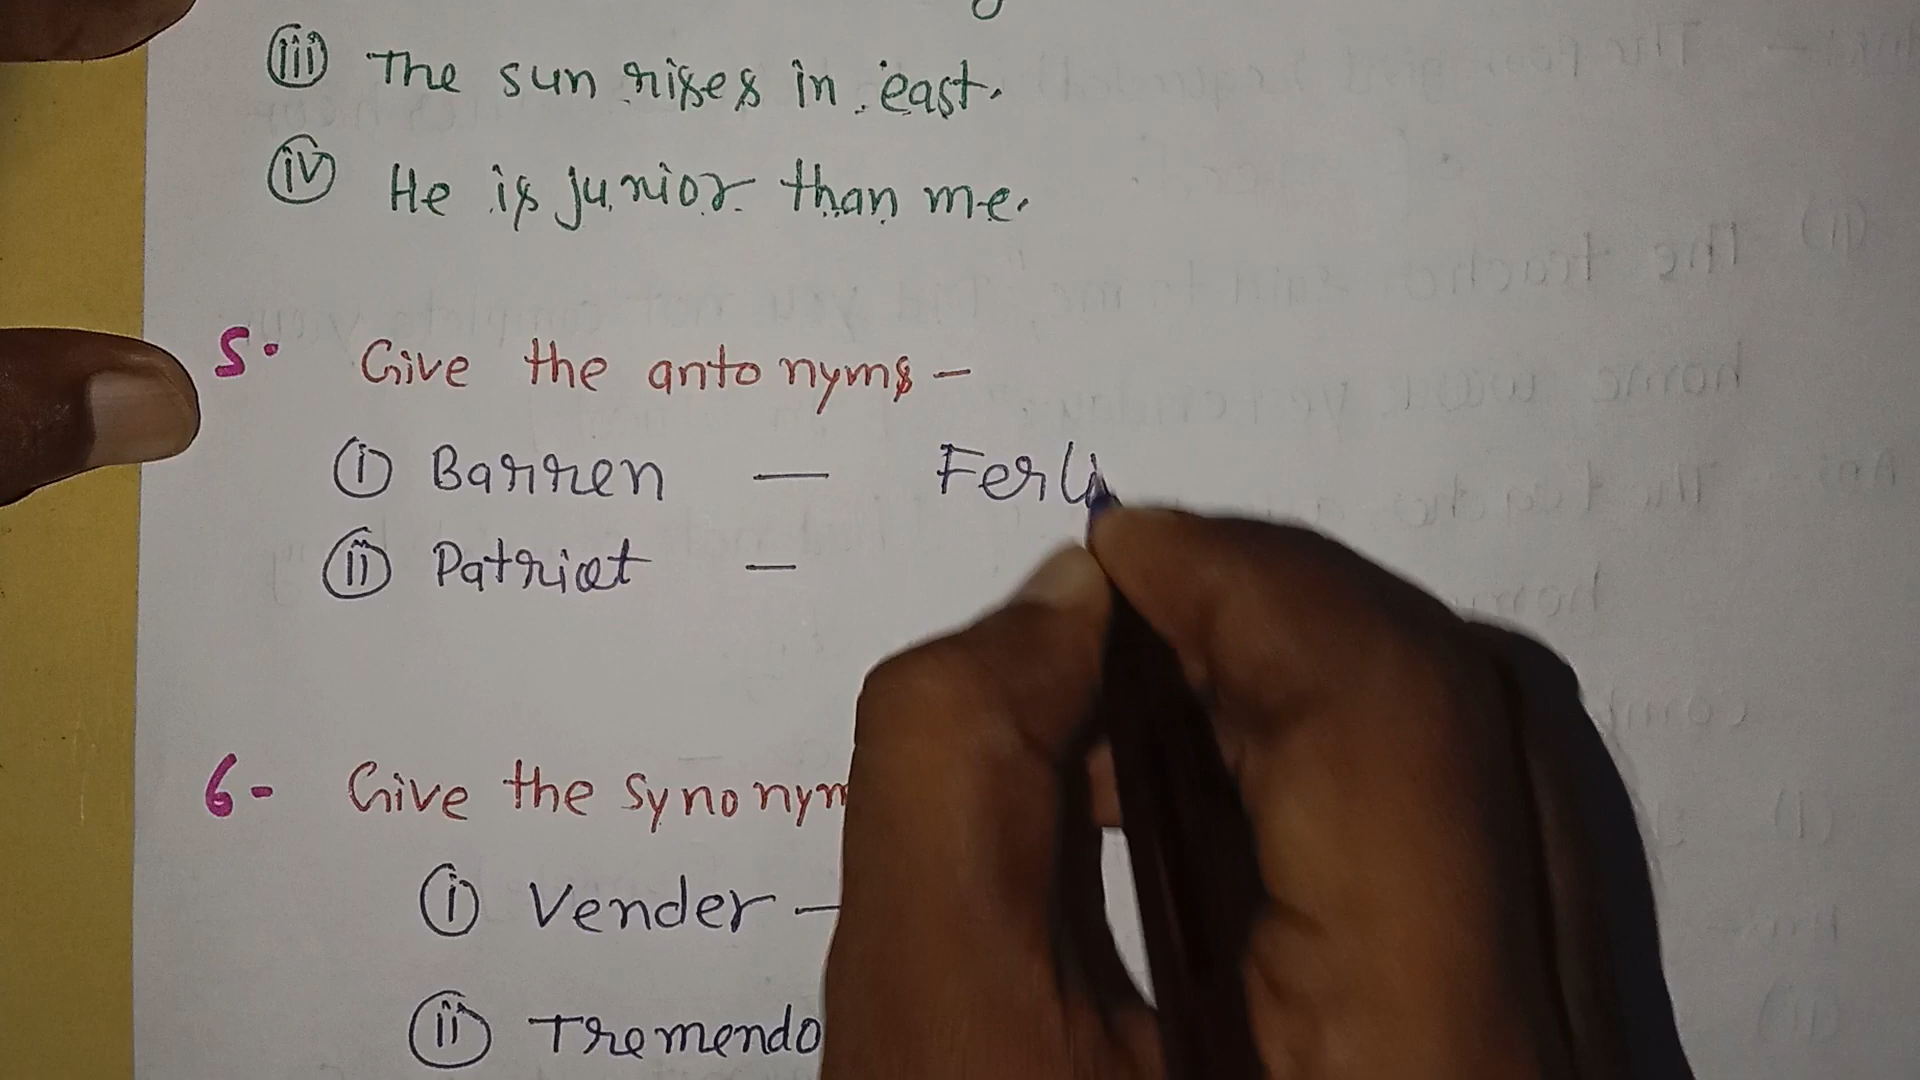 iii The sun rises in east.
iv He is junior than me.
5. Give the antonyms -
i Barren — Ferti
ii Patriot —
6- Give the synonym
i Vender —
ii Tremendo